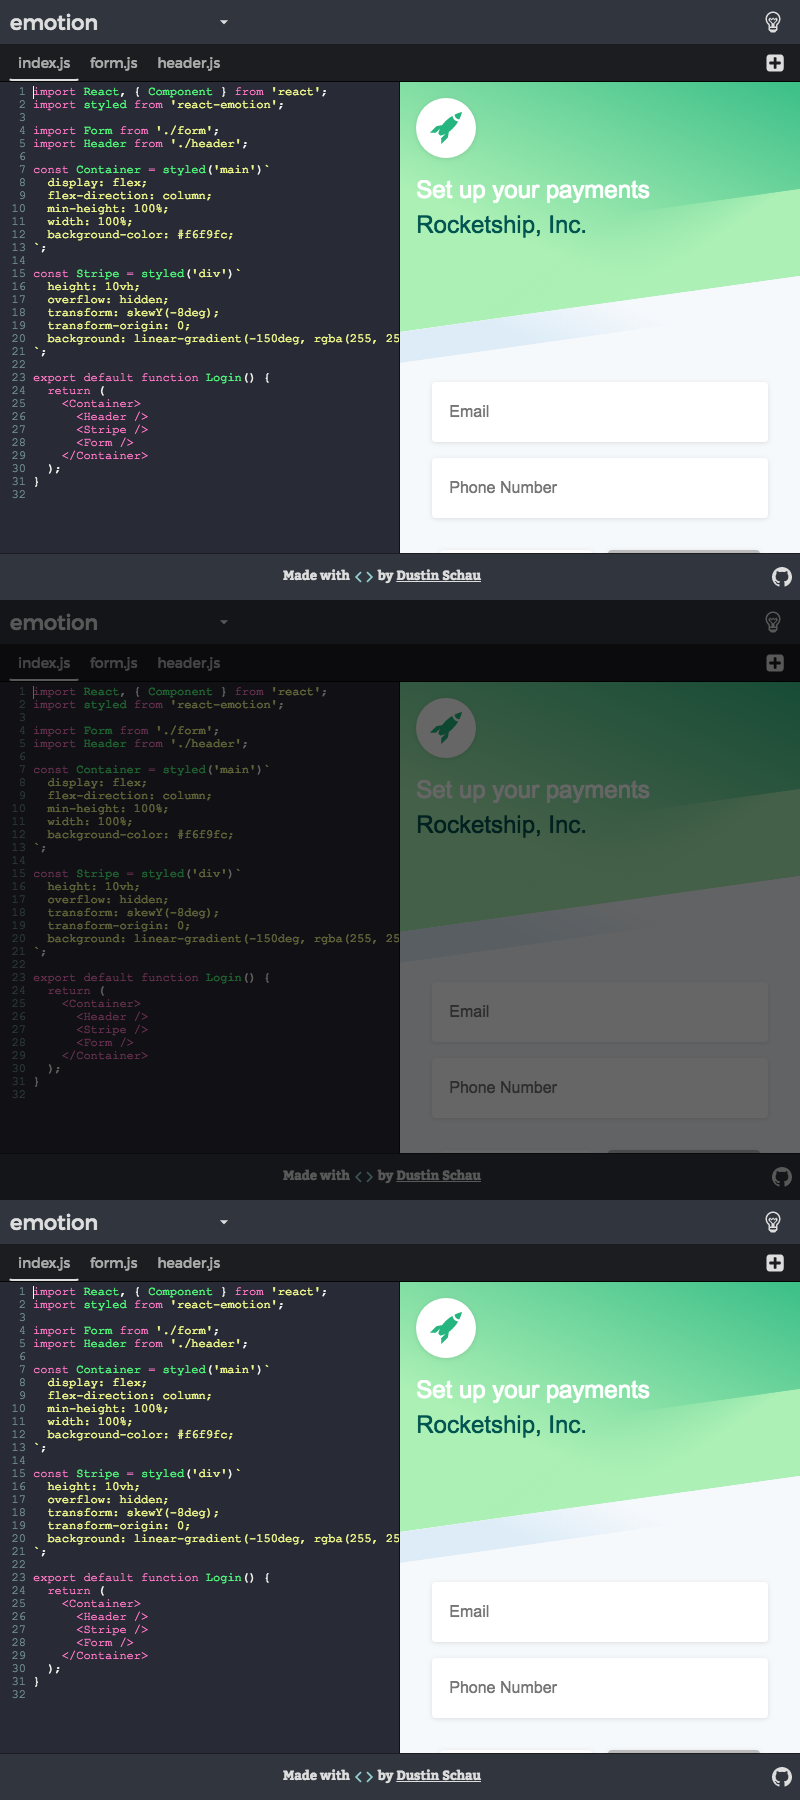 emotion
index.js form.js header.js
1 import React, { Component } from 'react';
2 import styled from 'react-emotion';
3
4 import Form from './form';
5 import Header from './header';
6
7 const Container = styled('main')`
8 display: flex;
9 flex-direction: column;
10 min-height: 100%;
11 width: 100%;
12 background-color: #f6f9fc;
13 `;
14
15 const Stripe = styled('div')`
16 height: 10vh;
17 overflow: hidden;
18 transform: skewY(-8deg);
19 transform-origin: 0;
20 background: linear-gradient(-150deg, rgba(255, 25
21 `;
22
23 export default function Login() {
24 return (
25 <Container>
26 <Header />
27 <Stripe />
28 <Form />
29 </Container>
30 );
31 }
32
Set up your payments
Rocketship, Inc.
Email
Phone Number
Made with <> by Dustin Schau
emotion
index.js form.js header.js
1 import React, { Component } from 'react';
2 import styled from 'react-emotion';
3
4 import Form from './form';
5 import Header from './header';
6
7 const Container = styled('main')`
8 display: flex;
9 flex-direction: column;
10 min-height: 100%;
11 width: 100%;
12 background-color: #f6f9fc;
13 `;
14
15 const Stripe = styled('div')`
16 height: 10vh;
17 overflow: hidden;
18 transform: skewY(-8deg);
19 transform-origin: 0;
20 background: linear-gradient(-150deg, rgba(255, 25
21 `;
22
23 export default function Login() {
24 return (
25 <Container>
26 <Header />
27 <Stripe />
28 <Form />
29 </Container>
30 );
31 }
32
Set up your payments
Rocketship, Inc.
Email
Phone Number
Made with <> by Dustin Schau
emotion
index.js form.js header.js
1 import React, { Component } from 'react';
2 import styled from 'react-emotion';
3
4 import Form from './form';
5 import Header from './header';
6
7 const Container = styled('main')`
8 display: flex;
9 flex-direction: column;
10 min-height: 100%;
11 width: 100%;
12 background-color: #f6f9fc;
13 `;
14
15 const Stripe = styled('div')`
16 height: 10vh;
17 overflow: hidden;
18 transform: skewY(-8deg);
19 transform-origin: 0;
20 background: linear-gradient(-150deg, rgba(255, 25
21 `;
22
23 export default function Login() {
24 return (
25 <Container>
26 <Header />
27 <Stripe />
28 <Form />
29 </Container>
30 );
31 }
32
Set up your payments
Rocketship, Inc.
Email
Phone Number
Made with <> by Dustin Schau